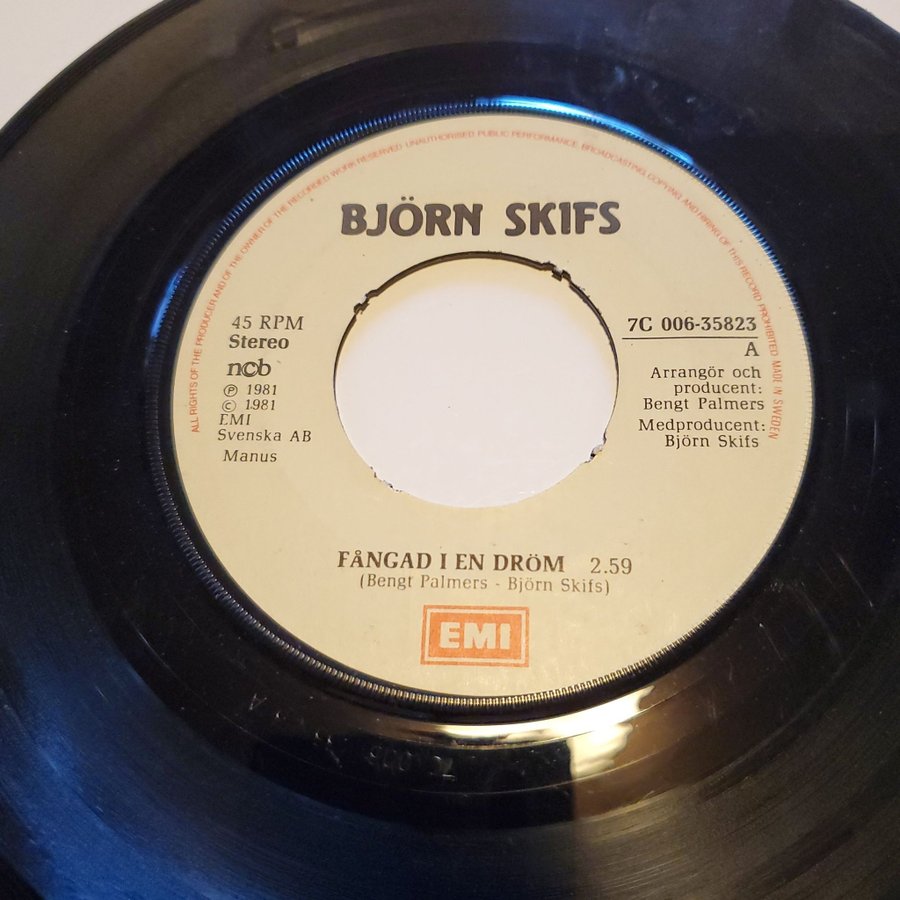 ALL RIGHTS OF THE PRODUCER AND OF THE OWNER OF THE RECORDED WORK RESERVED UNAUTHORISED PUBLIC PERFORMANCE BROADCASTING COPYING AND HIRING OF THIS RECORD PROHIBITED MADE IN SWEDEN
BJÖRN SKIFS
45 RPM
Stereo
ncb
Ⓟ 1981
© 1981
EMI
Svenska AB
Manus
7C 006-35823
A
Arrangör och
producent:
Bengt Palmers
Medproducent:
Björn Skifs
FÅNGAD I EN DRÖM 2.59
(Bengt Palmers - Björn Skifs)
EMI